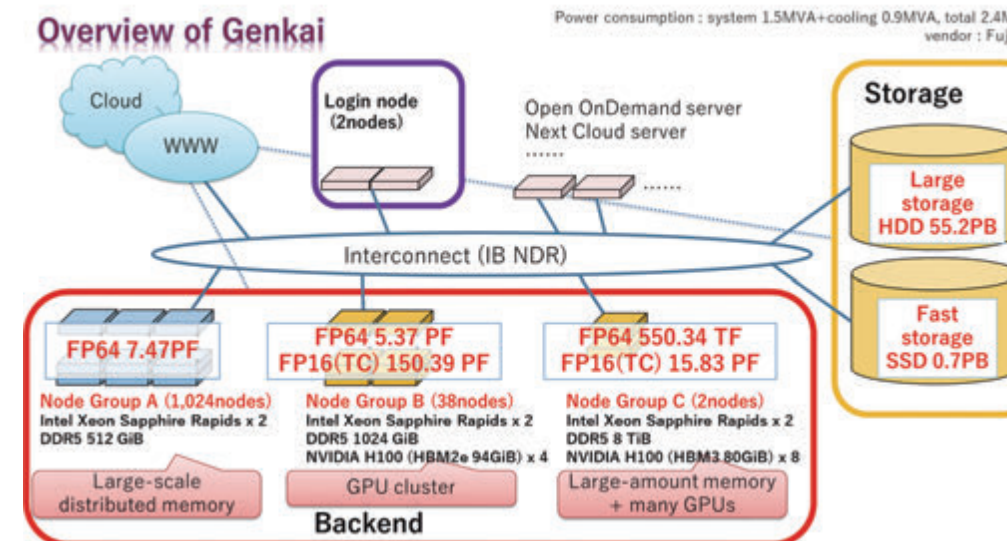 Overview of Genkai
Power consumption : system 1.5MVA+cooling 0.9MVA, total 2.4M
vendor : Fuj
Cloud
WWW
Login node
(2nodes)
Open OnDemand server
Next Cloud server
......
......
Storage
Large
storage
HDD 55.2PB
Fast
storage
SSD 0.7PB
Interconnect (IB NDR)
FP64 7.47PF
Node Group A (1,024nodes)
Intel Xeon Sapphire Rapids x 2
DDR5 512 GiB
Large-scale
distributed memory
FP64 5.37 PF
FP16(TC) 150.39 PF
Node Group B (38nodes)
Intel Xeon Sapphire Rapids x 2
DDR5 1024 GiB
NVIDIA H100 (HBM2e 94GiB) x 4
GPU cluster
FP64 550.34 TF
FP16(TC) 15.83 PF
Node Group C (2nodes)
Intel Xeon Sapphire Rapids x 2
DDR5 8 TiB
NVIDIA H100 (HBM3 80GiB) x 8
Large-amount memory
+ many GPUs
Backend